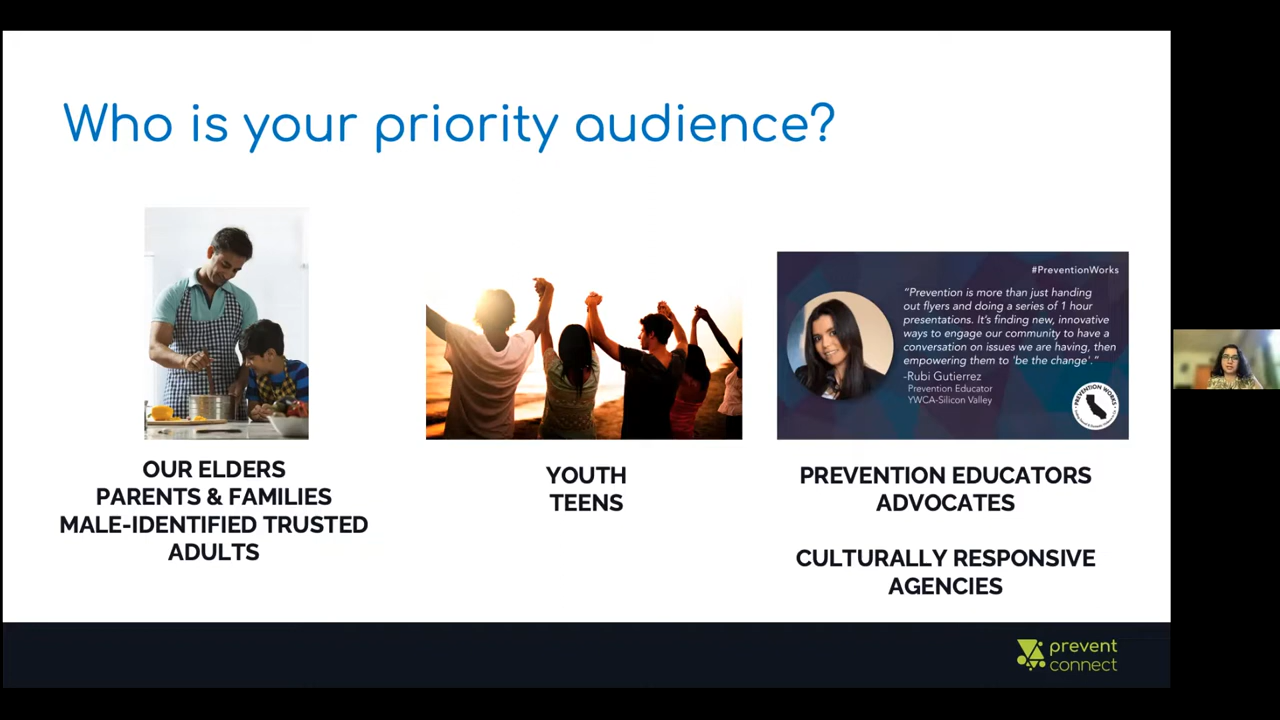 Who is your priority audience?
#PreventionWorks
“Prevention is more than just handing
out flyers and doing a series of 1 hour
presentations. It's finding new, innovative
ways to engage our community to have a
conversation on issues we are having, then
empowering them to 'be the change'.”
-Rubi Gutierrez
Prevention Educator
YWCA-Silicon Valley
PREVENTION WORKS
OUR ELDERS
PARENTS & FAMILIES
MALE-IDENTIFIED TRUSTED
ADULTS
YOUTH
TEENS
PREVENTION EDUCATORS
ADVOCATES
CULTURALLY RESPONSIVE
AGENCIES
prevent
connect